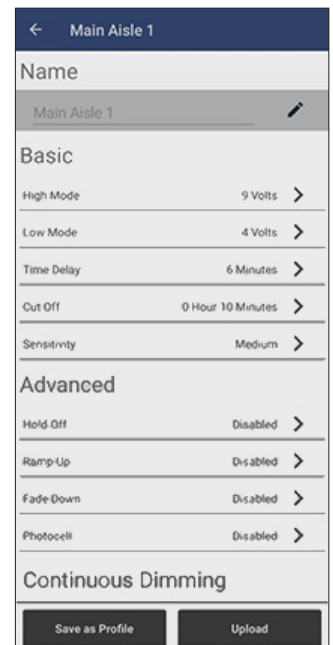 Main Aisle 1
Name
Main Aisle 1
Basic
High Mode 9 Volts
Low Mode 4 Volts
Time Delay 6 Minutes
Cut Off 0 Hour 10 Minutes
Sensitivity Medium
Advanced
Hold-Off Disabled
Ramp-Up Disabled
Fade-Down Disabled
Photocell Disabled
Continuous Dimming
Save as Profile Upload